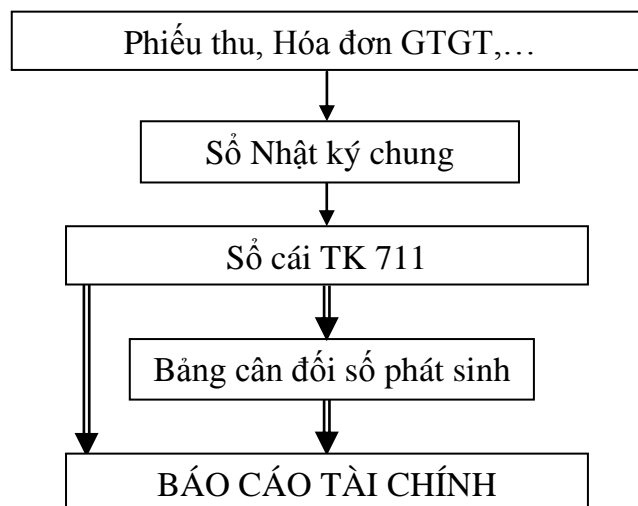 Phiếu thu, Hóa đơn GTGT,…
Sổ Nhật ký chung
Sổ cái TK 711
Bảng cân đối số phát sinh
BÁO CÁO TÀI CHÍNH